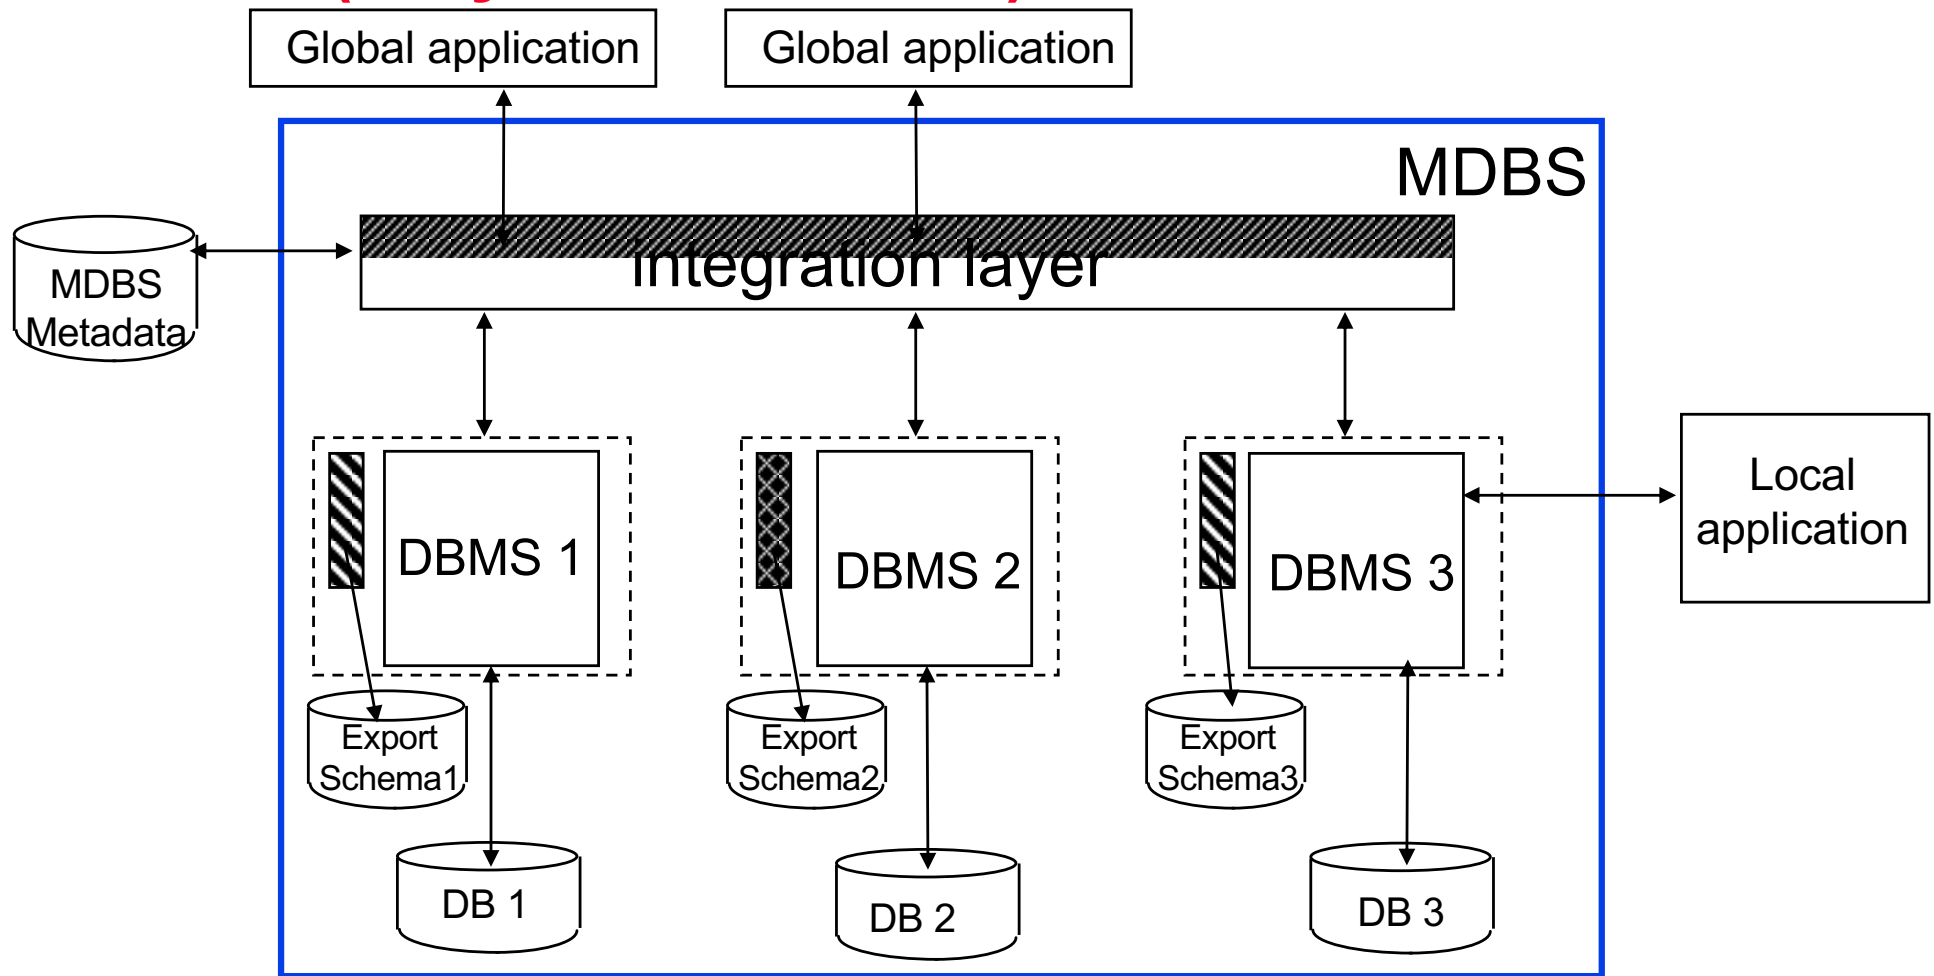 Global application
Global application
MDBS
integration layer
MDBS
Metadata
Local
application
DBMS 1
DBMS 2
DBMS 3
Export
Schema1
Export
Schema2
Export
Schema3
DB 1
DB 2
DB 3